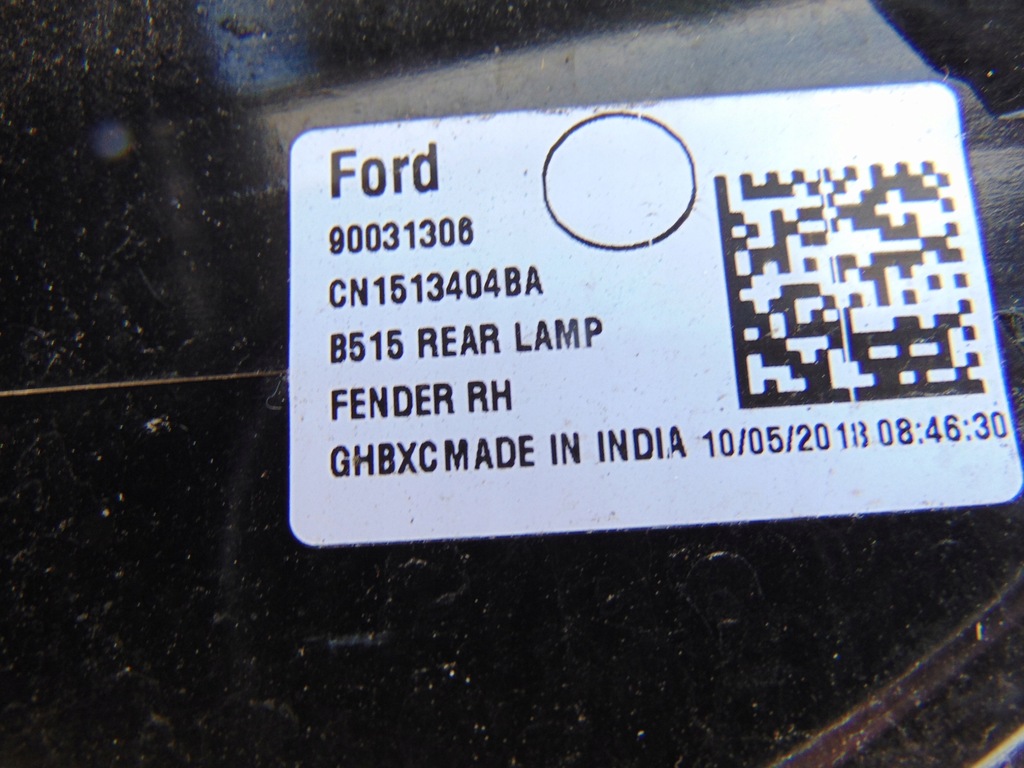 Ford
90031306
CN1513404BA
B515 REAR LAMP
FENDER RH
GHBXCMADE IN INDIA 10/05/2018 08:46:30